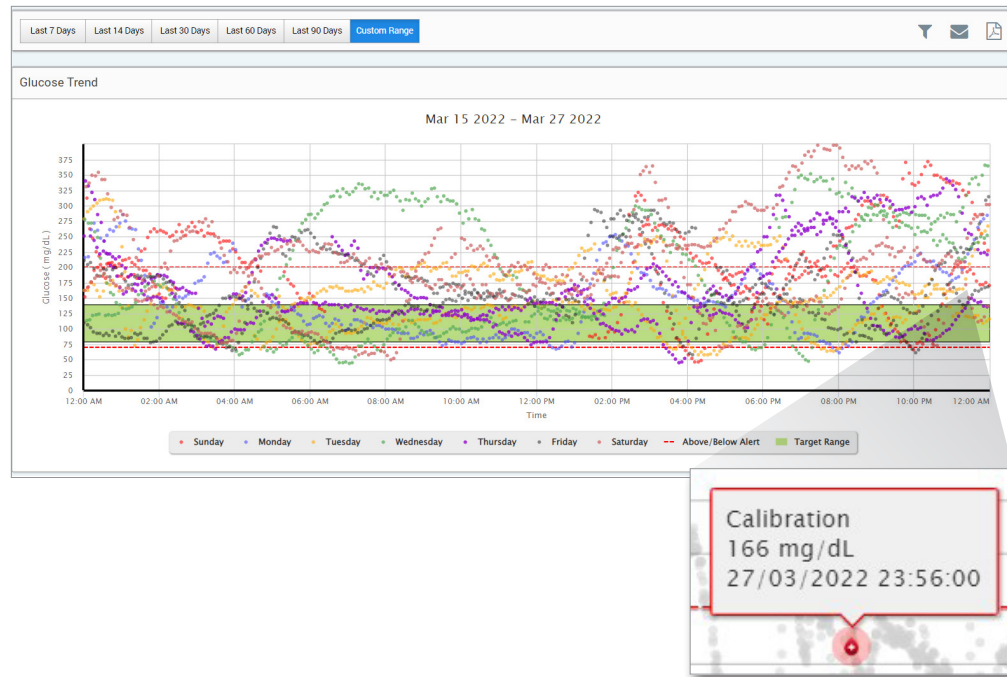 Last 7 Days Last 14 Days Last 30 Days Last 60 Days Last 90 Days Custom Range
Glucose Trend
Mar 15 2022 – Mar 27 2022
Glucose ( mg/dL)
375
350
325
300
275
250
225
200
175
150
125
100
75
50
25
0
12:00 AM 02:00 AM 04:00 AM 06:00 AM 08:00 AM 10:00 AM 12:00 PM 02:00 PM 04:00 PM 06:00 PM 08:00 PM 10:00 PM 12:00 AM
Time
Sunday Monday Tuesday Wednesday Thursday Friday Saturday Above/Below Alert Target Range
Calibration
166 mg/dL
27/03/2022 23:56:00